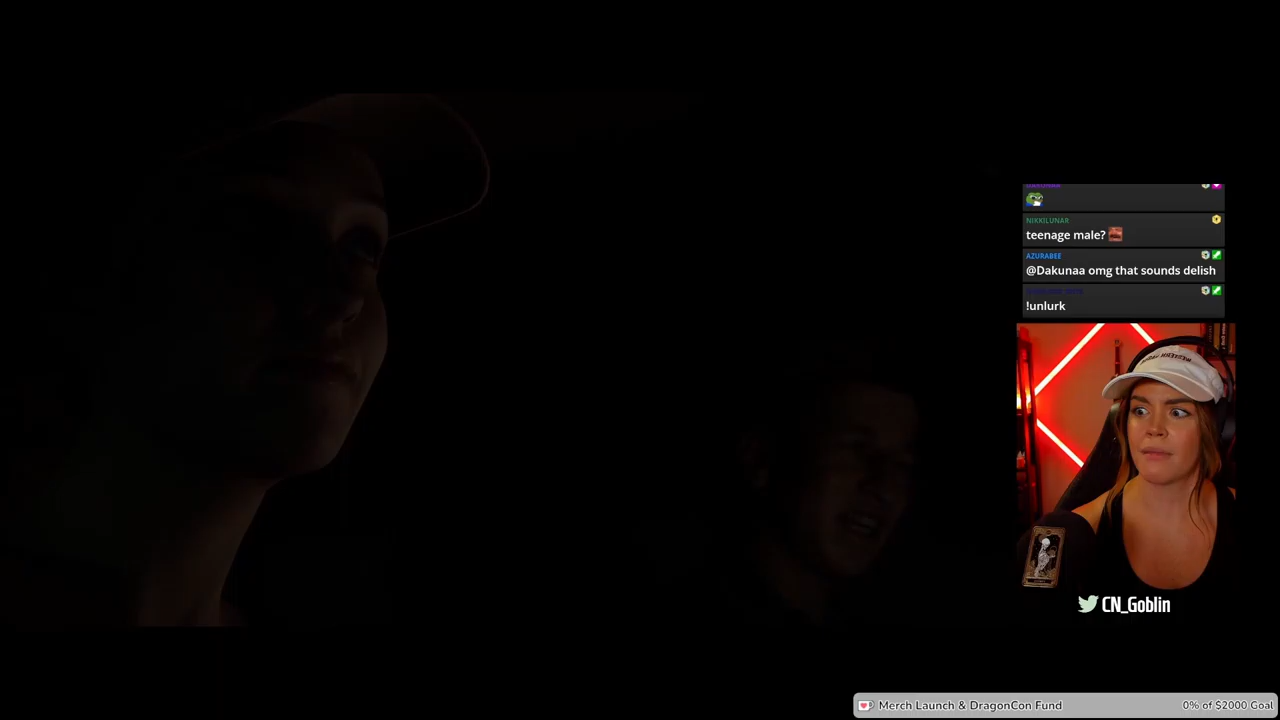 NIKKILUNAR
teenage male?
AZURABEE
@Dakunaa omg that sounds delish
!unlurk
CN_Goblin
Merch Launch & DragonCon Fund
0% of $2000 Goal